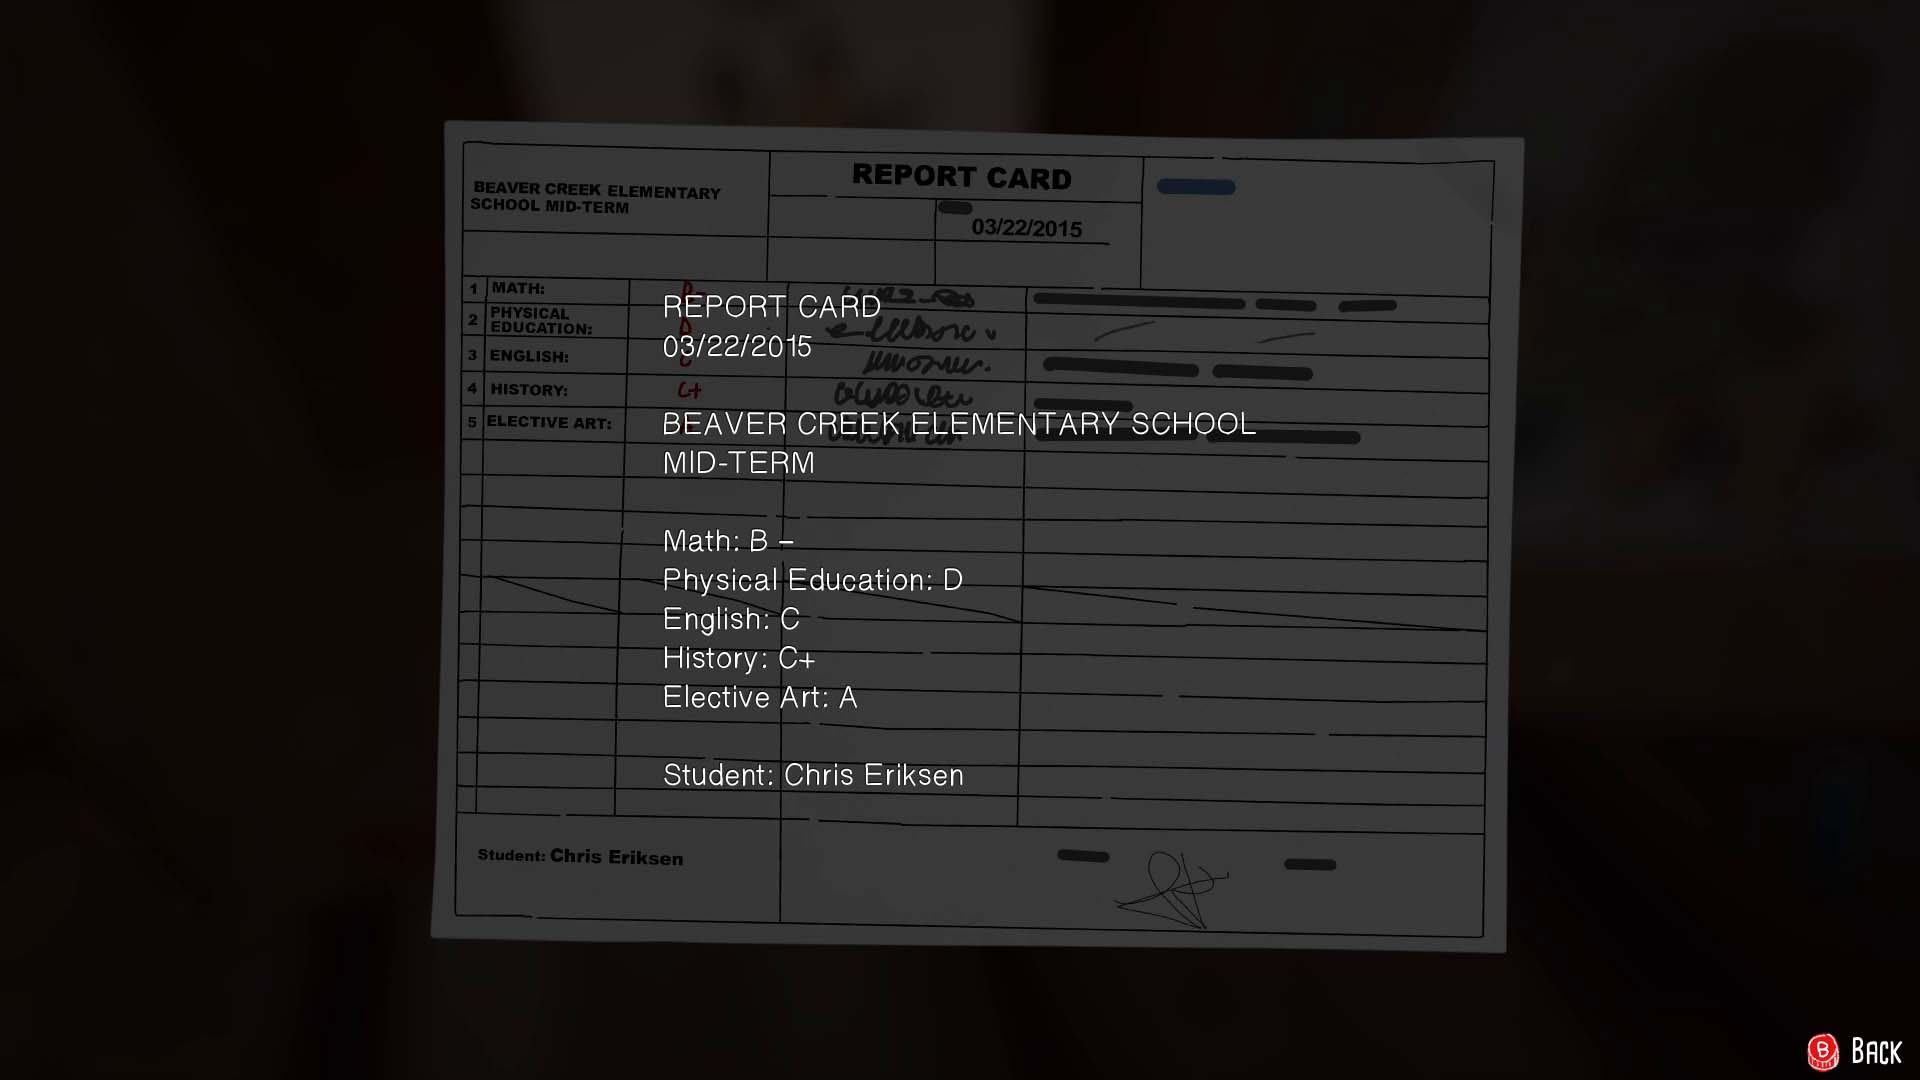 BEAVER CREEK ELEMENTARY
SCHOOL MID-TERM
REPORT CARD
03/22/2015
1 MATH:
2 PHYSICAL
EDUCATION:
3 ENGLISH:
4 HISTORY: C+
5 ELECTIVE ART:
Student: Chris Eriksen
REPORT CARD
03/22/2015
BEAVER CREEK ELEMENTARY SCHOOL
MID-TERM
Math: B –
Physical Education: D
English: C
History: C+
Elective Art: A
Student: Chris Eriksen
B BACK